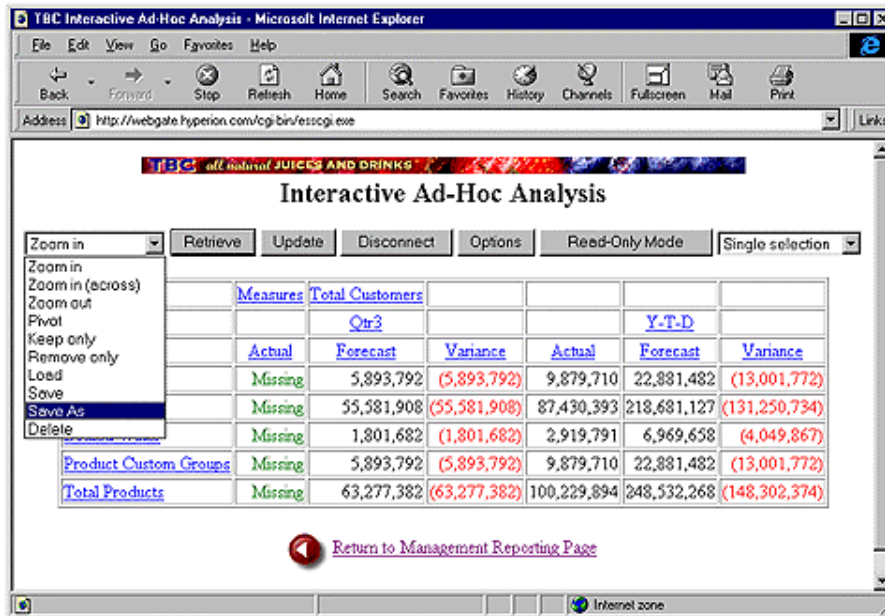 TBC Interactive Ad-Hoc Analysis - Microsoft Internet Explorer
File Edit View Go Favorites Help
Back Forward Stop Refresh Home Search Favorites History Channels Fullscreen Mail Print
Address http://webgate.hyperion.com/cgi-bin/esscgi.exe Links
TBC all natural JUICES AND DRINKS
Interactive Ad-Hoc Analysis
Zoom in Retrieve Update Disconnect Options Read-Only Mode Single selection
Zoom in
Zoom in (across)
Zoom out
Pivot
Keep only
Remove only
Load
Save
Save As
Delete
Measures Total Customers
Qtr3 Y-T-D
Actual Forecast Variance Actual Forecast Variance
Missing 5,893,792 (5,893,792) 9,879,710 22,881,482 (13,001,772)
Missing 55,581,908 (55,581,908) 87,430,393 218,681,127 (131,250,734)
Missing 1,801,682 (1,801,682) 2,919,791 6,969,658 (4,049,867)
Product Custom Groups Missing 5,893,792 (5,893,792) 9,879,710 22,881,482 (13,001,772)
Total Products Missing 63,277,382 (63,277,382) 100,229,894 248,532,268 (148,302,374)
Return to Management Reporting Page
Internet zone